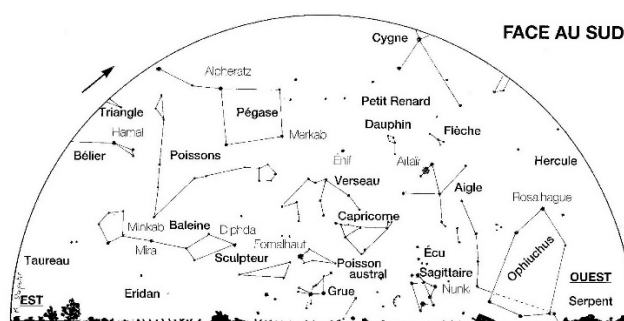 FACE AU SUD
Cygne
Alcheratz
Triangle
Pégase
Petit Renard
Hamal
Markab
Dauphin
Flèche
Bélier
Poissons
Énif
Altaïr
Hercule
Verseau
Aigle
Rosalhague
Minkab
Baleine
Diphda
Capricorne
Mira
Fomalhaut
Sculpteur
Écu
Ophiuchus
Taureau
Poisson
austral
Sagittaire
OUEST
Nunki
EST
Eridan
Grue
Serpent